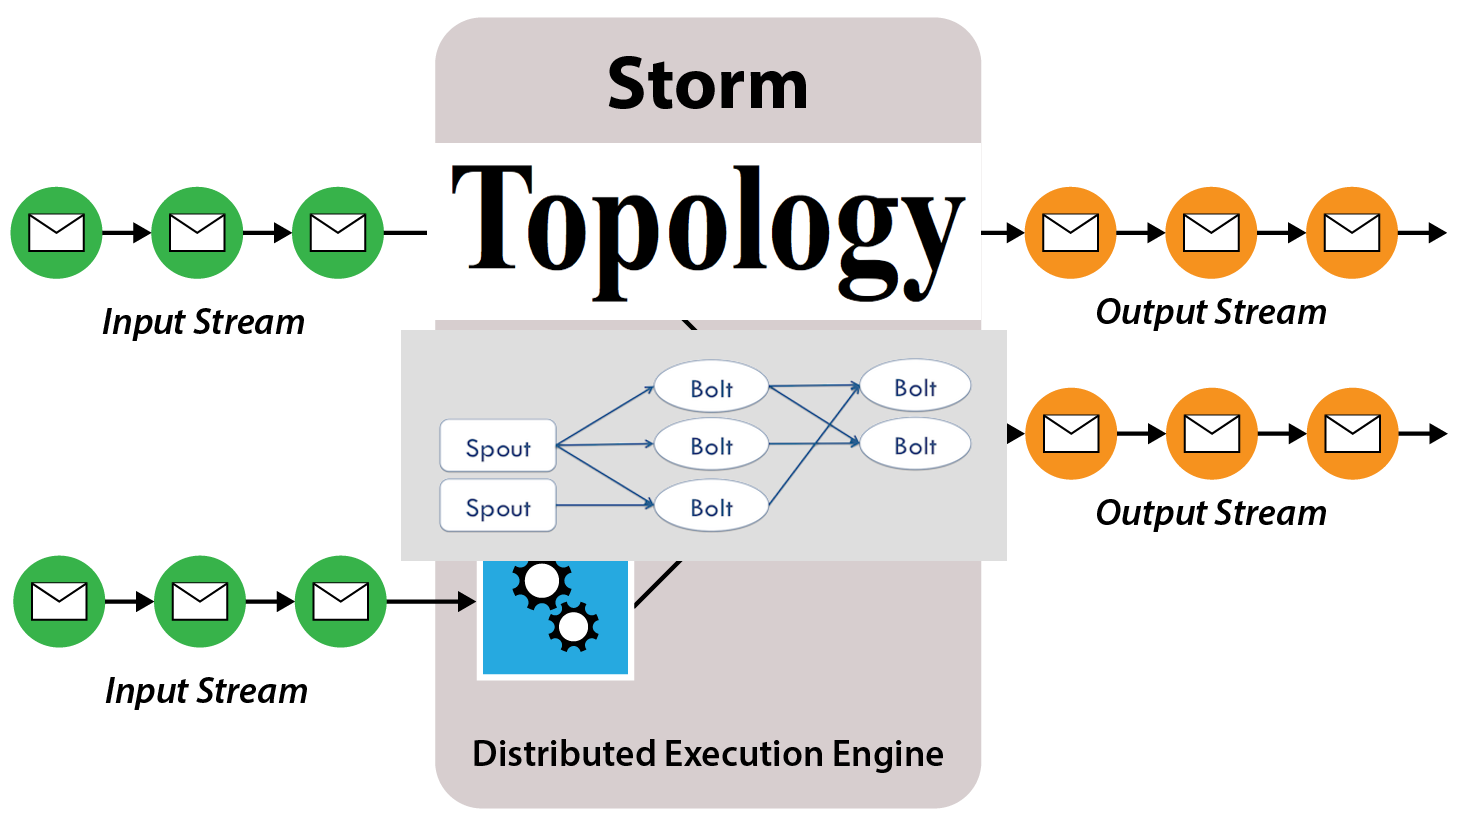 Storm
Topology
Input Stream
Output Stream
Bolt
Bolt
Spout
Bolt
Bolt
Spout
Bolt
Output Stream
Input Stream
Distributed Execution Engine